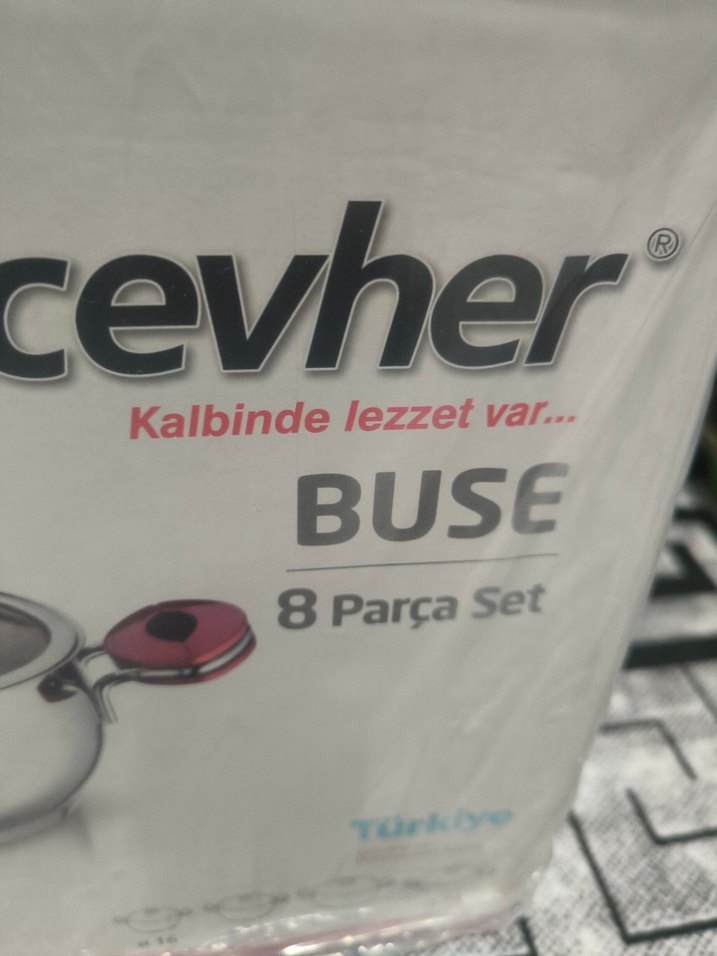 cevher®
Kalbinde lezzet var...
BUSE
8 Parça Set
Türkiye